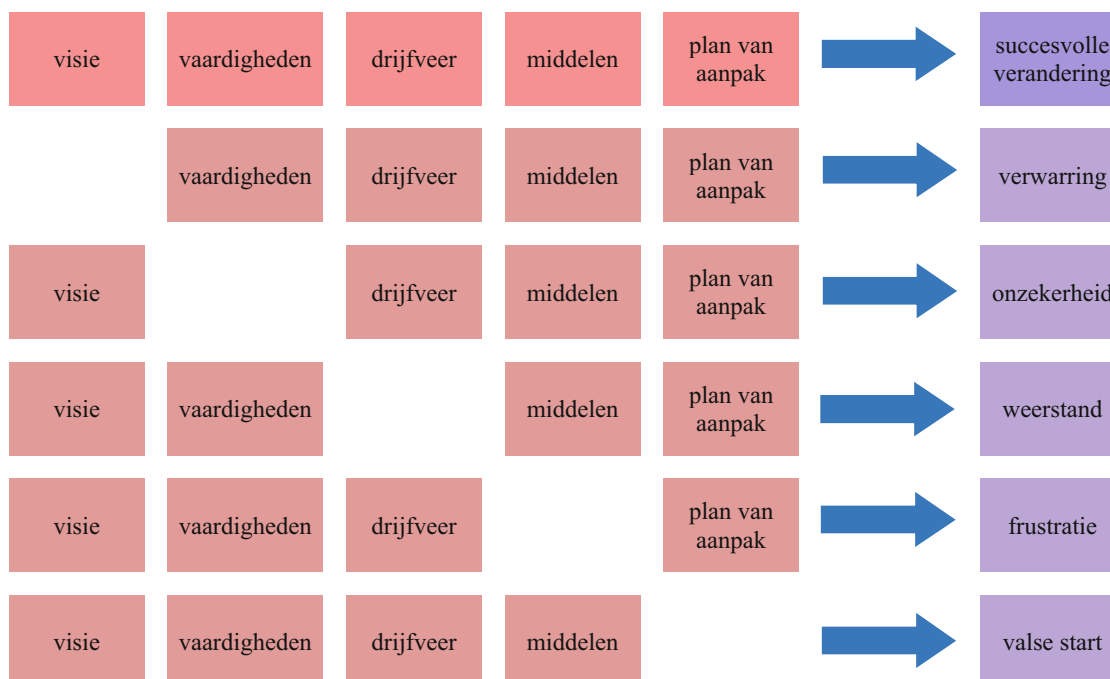 visie vaardigheden drijfveer middelen plan van aanpak succesvolle verandering
vaardigheden drijfveer middelen plan van aanpak verwarring
visie drijfveer middelen plan van aanpak onzekerheid
visie vaardigheden middelen plan van aanpak weerstand
visie vaardigheden drijfveer plan van aanpak frustratie
visie vaardigheden drijfveer middelen valse start